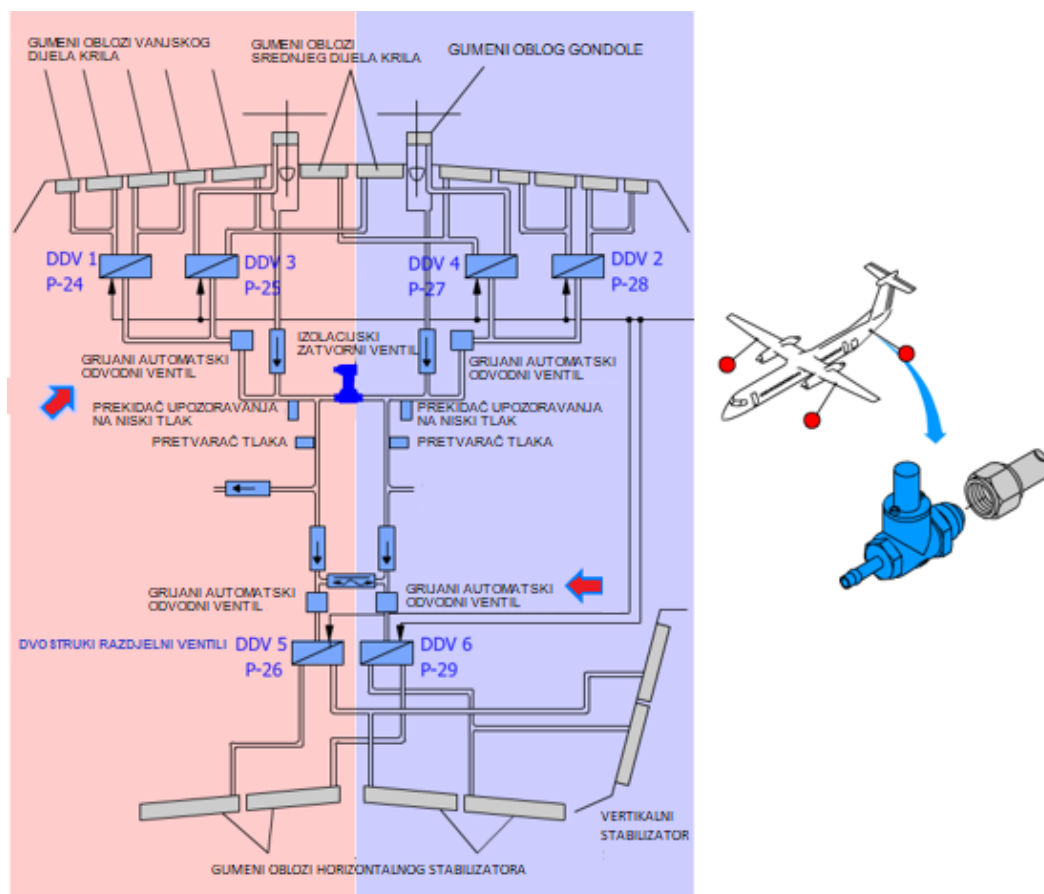 GUMENI OBLOZI VANJSKOG
DIJELA KRILA
GUMENI OBLOZI
SREDNJEG DIJELA KRILA
GUMENI OBLOG GONDOLE
DDV 1
P-24
DDV 3
P-25
DDV 4
P-27
DDV 2
P-28
IZOLACIJSKI
ZATVORNI VENTIL
GRIJANI AUTOMATSKI
ODVODNI VENTIL
GRIJANI AUTOMATSKI
ODVODNI VENTIL
PREKIDAČ UPOZORAVANJA
NA NISKI TLAK
PREKIDAČ UPOZORAVANJA
NA NISKI TLAK
PRETVARAČ TLAKA
PRETVARAČ TLAKA
GRIJANI AUTOMATSKI
ODVODNI VENTIL
GRIJANI AUTOMATSKI
ODVODNI VENTIL
DVOSTRUKI RAZDJELNI VENTILI
DDV 5
P-26
DDV 6
P-29
VERTIKALNI
STABILIZATOR
GUMENI OBLOZI HORIZONTALNOG STABILIZATORA